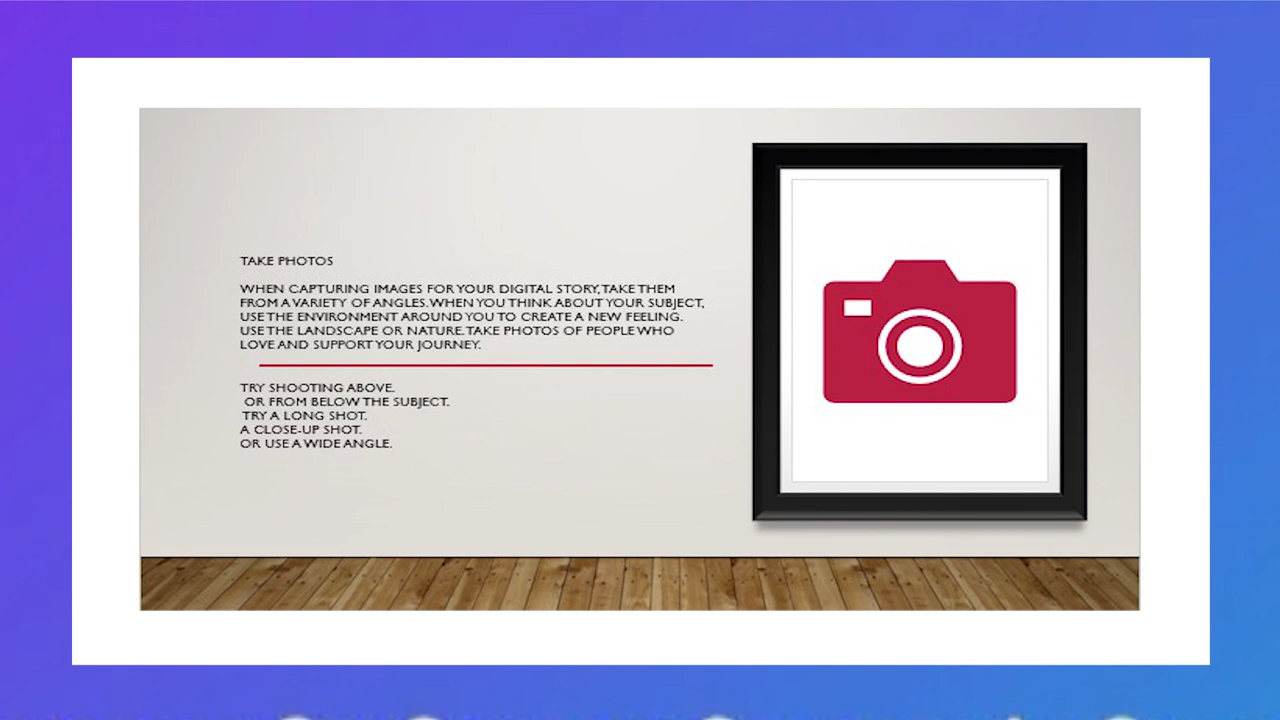 TAKE PHOTOS
WHEN CAPTURING IMAGES FOR YOUR DIGITAL STORY, TAKE THEM
FROM A VARIETY OF ANGLES. WHEN YOU THINK ABOUT YOUR SUBJECT,
USE THE ENVIRONMENT AROUND YOU TO CREATE A NEW FEELING.
USE THE LANDSCAPE OR NATURE. TAKE PHOTOS OF PEOPLE WHO
LOVE AND SUPPORT YOUR JOURNEY.
TRY SHOOTING ABOVE.
OR FROM BELOW THE SUBJECT.
TRY A LONG SHOT.
A CLOSE-UP SHOT.
OR USE A WIDE ANGLE.